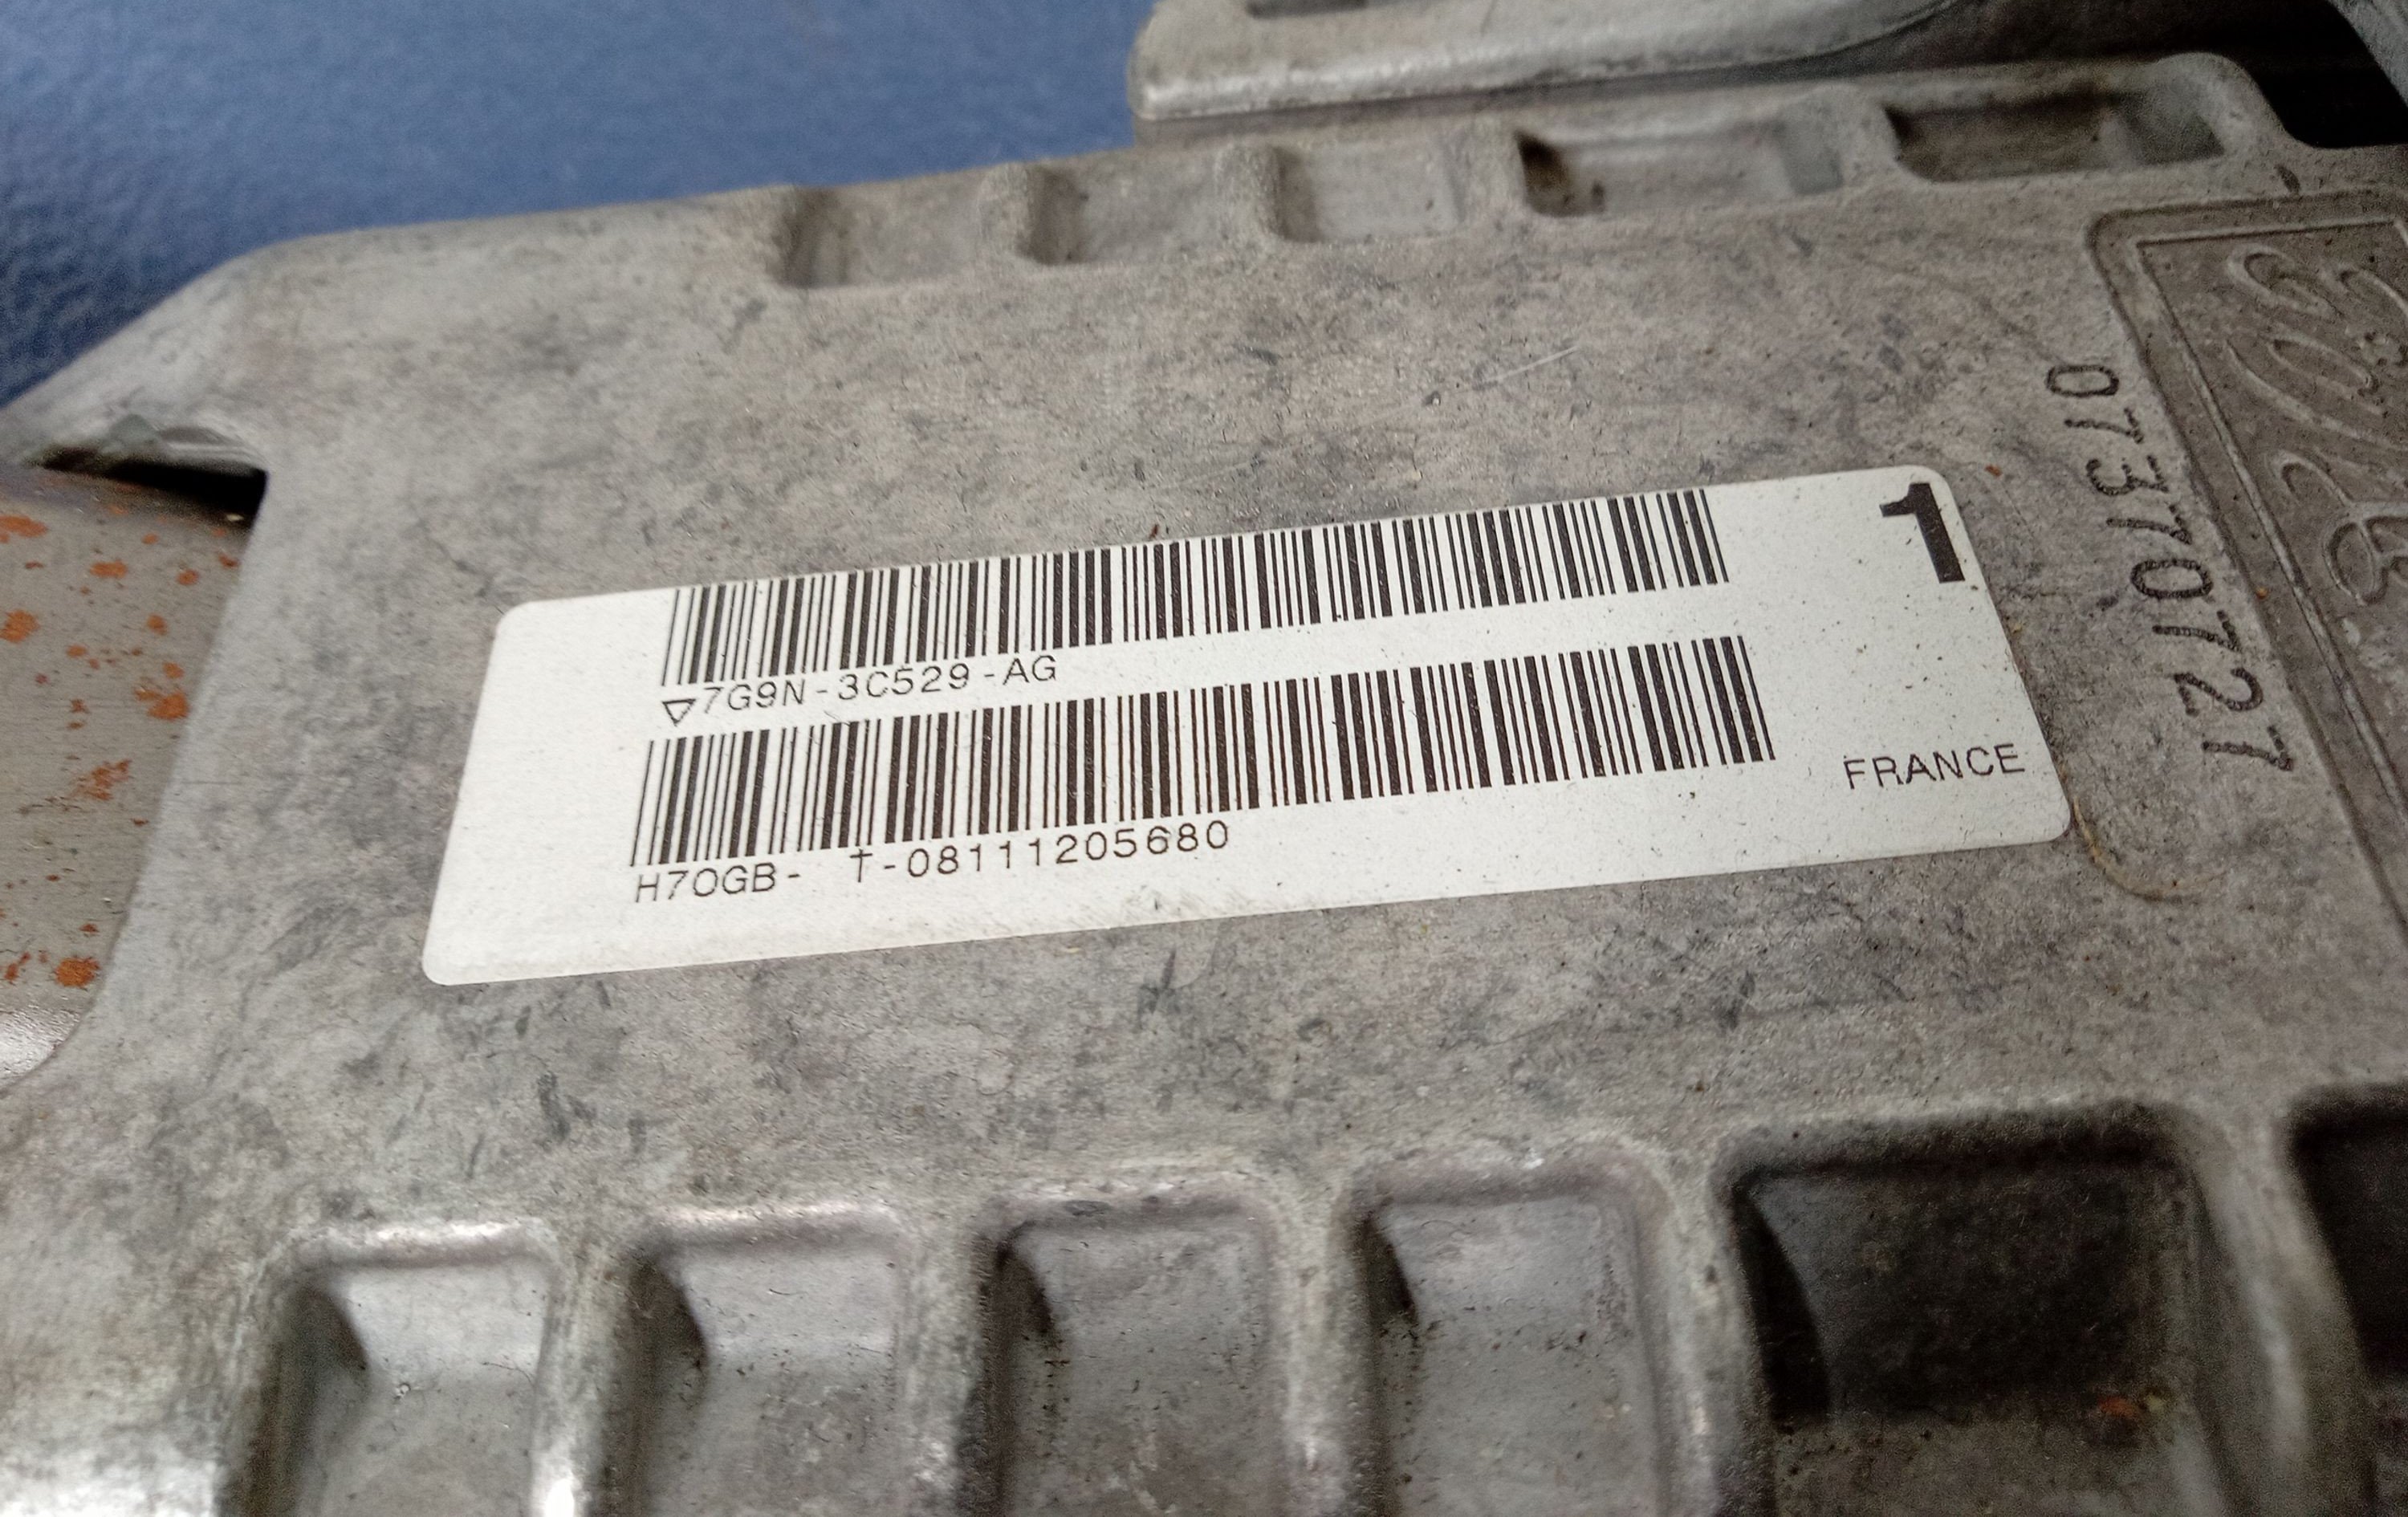 1
▽7G9N-3C529-AG
H7OGB- T-08111205680
FRANCE
07370727